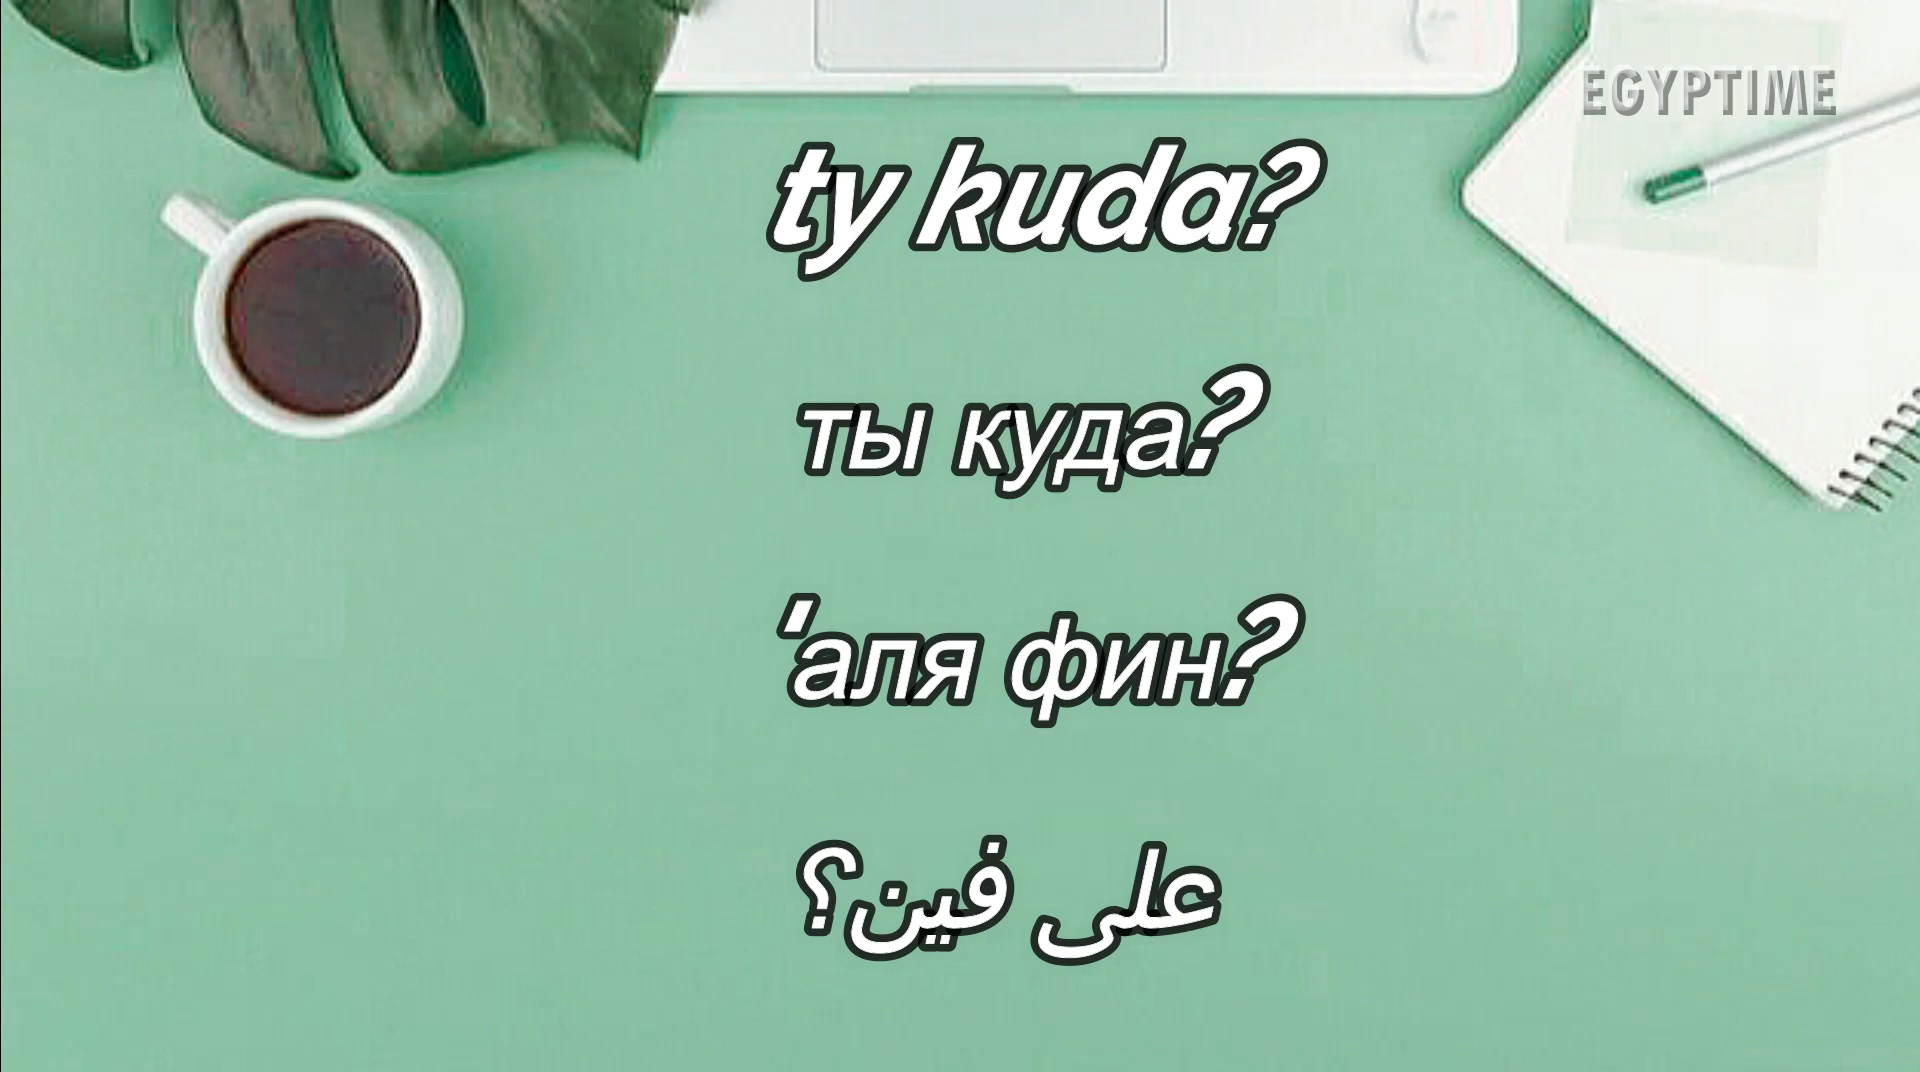 EGYPTIME
ty kuda?
ты куда?
'аля фин?
على فين؟